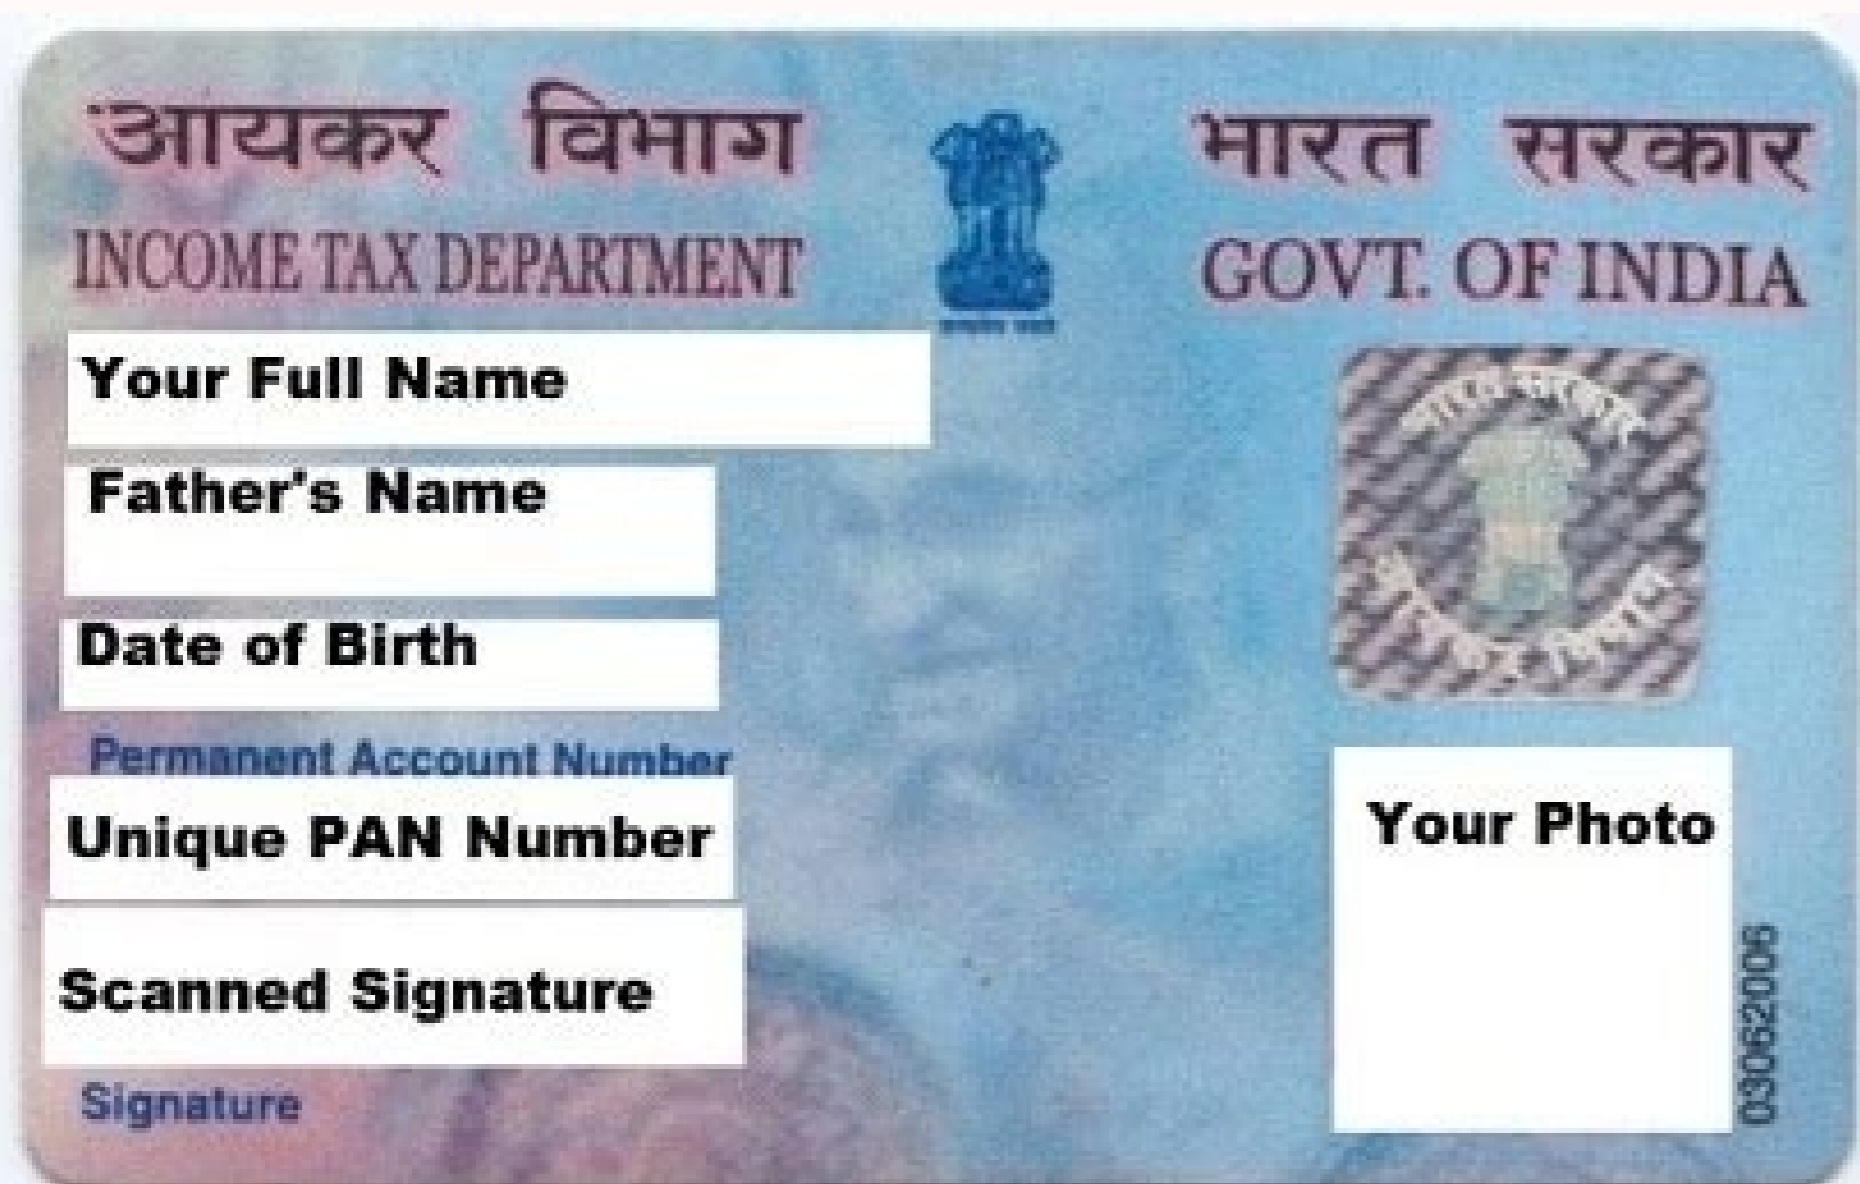 आयकर विभाग
भारत सरकार
INCOME TAX DEPARTMENT
GOVT. OF INDIA
Your Full Name
Father's Name
Date of Birth
Permanent Account Number
Unique PAN Number
Your Photo
Scanned Signature
Signature
03062006